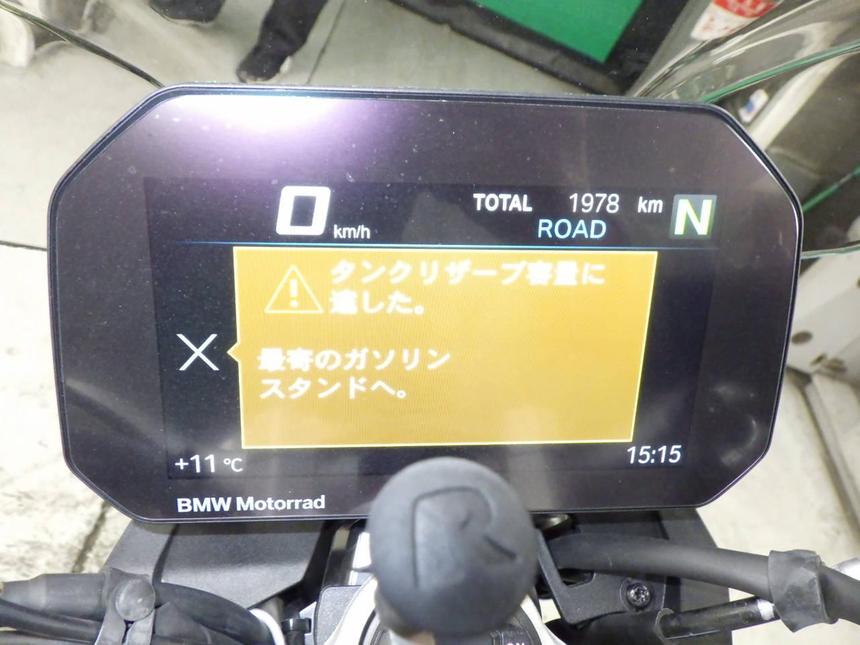 0 km/h TOTAL 1978 km N
ROAD
タンクリザーブ容量に
達した。
最寄のガソリン
スタンドへ。
+11 °C 15:15
BMW Motorrad
R